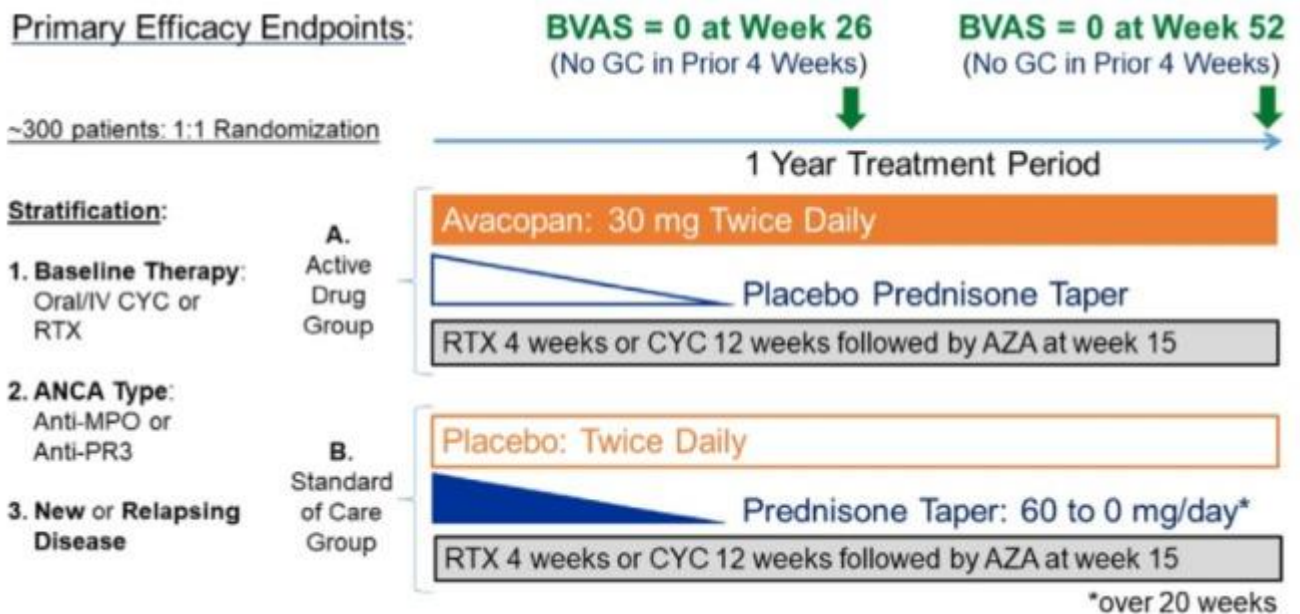 Primary Efficacy Endpoints:
BVAS = 0 at Week 26
(No GC in Prior 4 Weeks)
BVAS = 0 at Week 52
(No GC in Prior 4 Weeks)
~300 patients: 1:1 Randomization
1 Year Treatment Period
Stratification:
1. Baseline Therapy:
Oral/IV CYC or
RTX
2. ANCA Type:
Anti-MPO or
Anti-PR3
3. New or Relapsing
Disease
A.
Active
Drug
Group
Avacopan: 30 mg Twice Daily
Placebo Prednisone Taper
RTX 4 weeks or CYC 12 weeks followed by AZA at week 15
B.
Standard
of Care
Group
Placebo: Twice Daily
Prednisone Taper: 60 to 0 mg/day*
RTX 4 weeks or CYC 12 weeks followed by AZA at week 15
*over 20 weeks